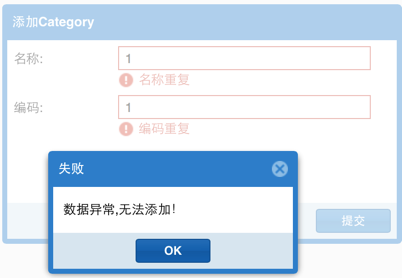 添加Category
名称: 1
名称重复
编码: 1
编码重复
失败
数据异常,无法添加!
OK
提交